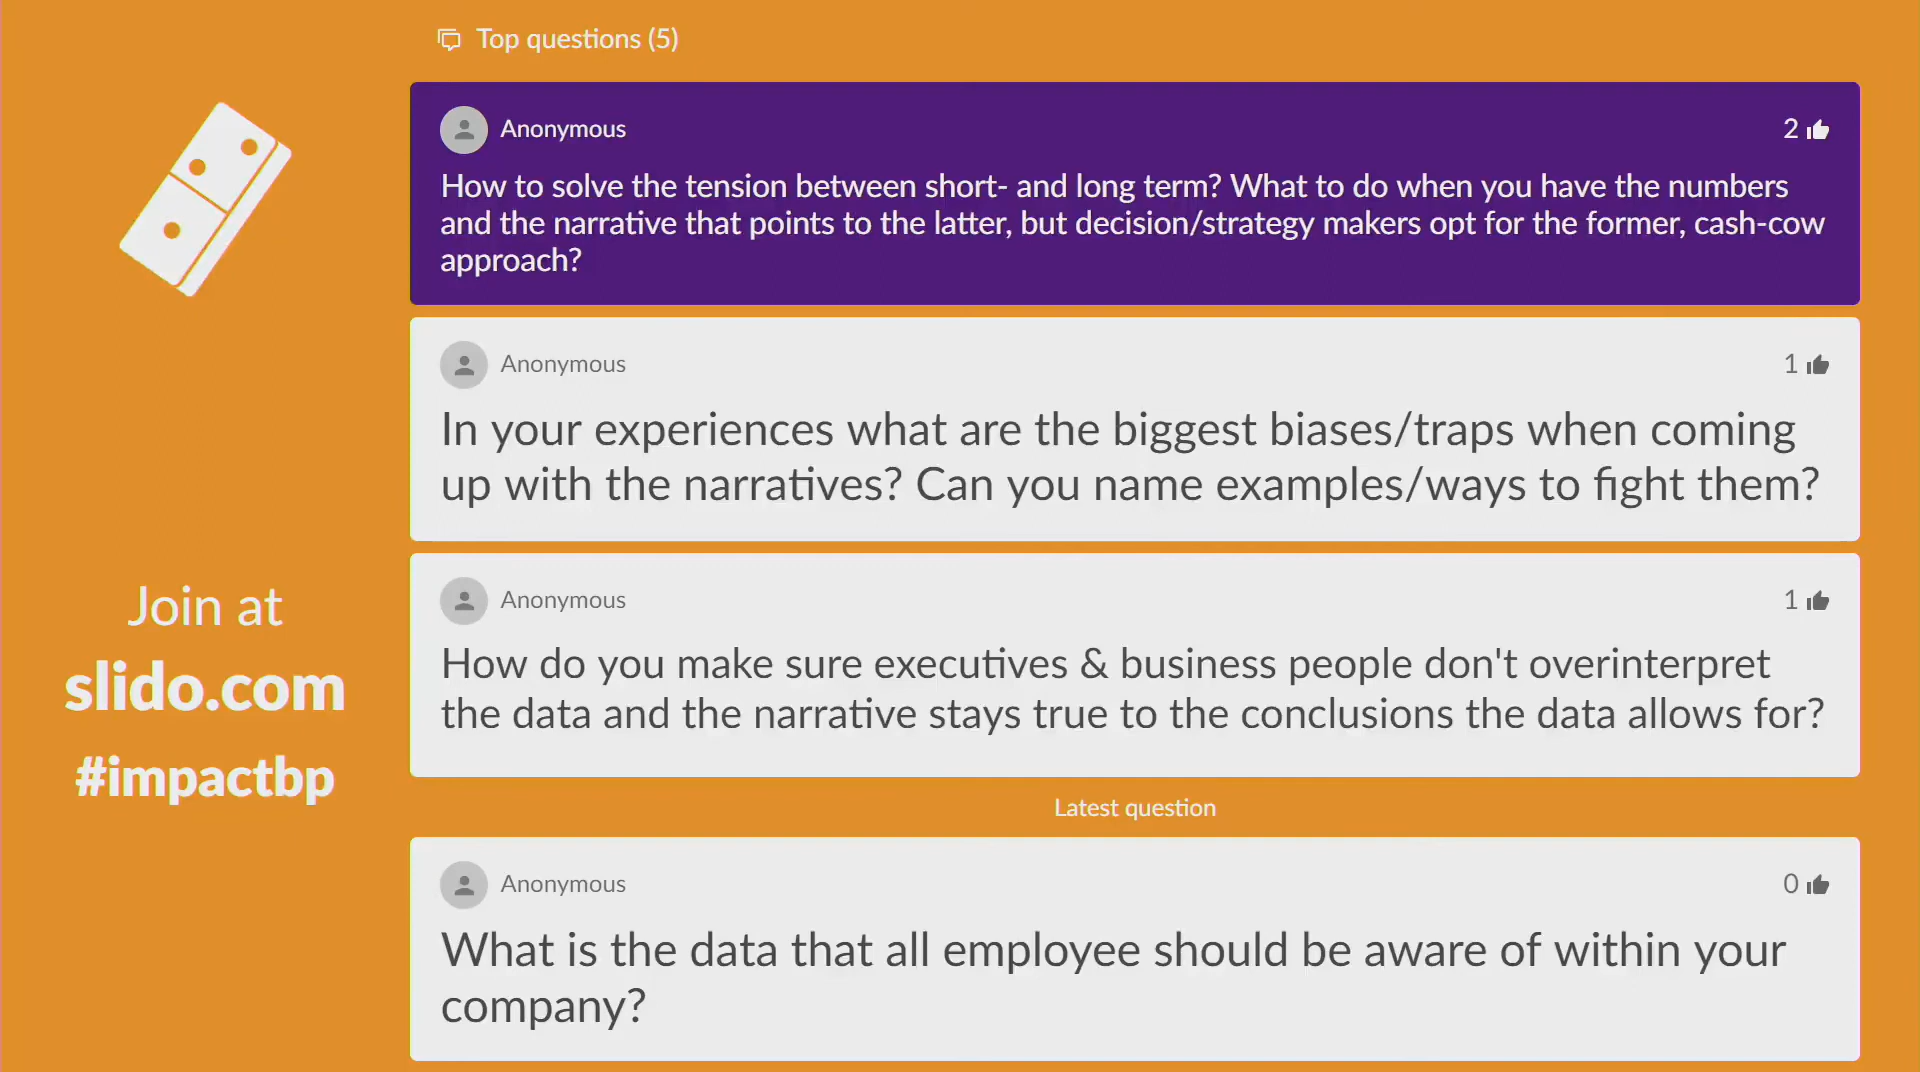 Top questions (5)
Anonymous
2
How to solve the tension between short- and long term? What to do when you have the numbers
and the narrative that points to the latter, but decision/strategy makers opt for the former, cash-cow
approach?
Anonymous
1
In your experiences what are the biggest biases/traps when coming
up with the narratives? Can you name examples/ways to fight them?
Anonymous
1
How do you make sure executives & business people don't overinterpret
the data and the narrative stays true to the conclusions the data allows for?
Latest question
Anonymous
0
What is the data that all employee should be aware of within your
company?
Join at
slido.com
#impactbp